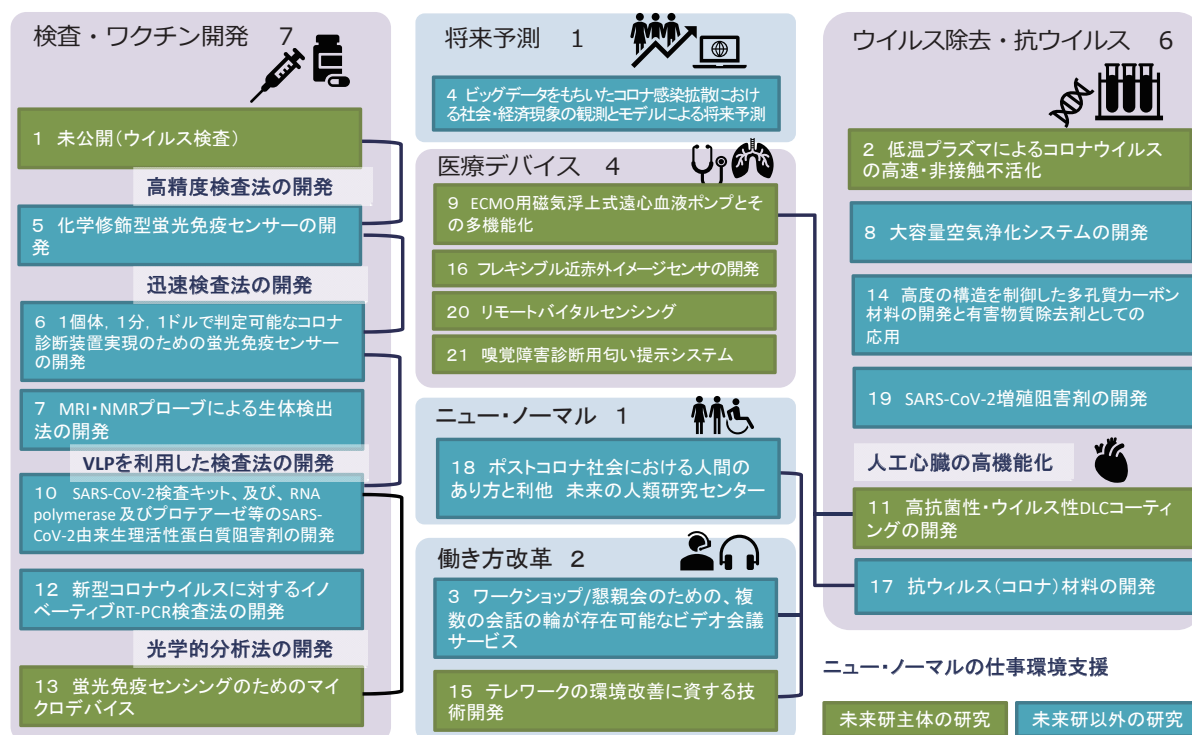 検査・ワクチン開発 7
1 未公開(ウイルス検査)
高精度検査法の開発
5 化学修飾型蛍光免疫センサーの開
発
迅速検査法の開発
6 1個体, 1分, 1ドルで判定可能なコロナ
診断装置実現のための蛍光免疫センサー
の開発
7 MRI・NMRプローブによる生体検出
法の開発
VLPを利用した検査法の開発
10 SARS-CoV-2検査キット、及び、RNA
polymerase 及びプロテアーゼ等のSARS-
CoV-2由来生理活性蛋白質阻害剤の開発
12 新型コロナウイルスに対するイノ
ベーティブRT-PCR検査法の開発
光学的分析法の開発
13 蛍光免疫センシングのためのマイ
クロデバイス
将来予測 1
4 ビッグデータをもちいたコロナ感染拡散におけ
る社会・経済現象の観測とモデルによる将来予測
医療デバイス 4
9 ECMO用磁気浮上式遠心血液ポンプとそ
の多機能化
16 フレキシブル近赤外イメージセンサの開発
20 リモートバイタルセンシング
21 嗅覚障害診断用匂い提示システム
ニュー・ノーマル 1
18 ポストコロナ社会における人間の
あり方と利他 未来の人類研究センター
働き方改革 2
3 ワークショップ/懇親会のための、複
数の会話の輪が存在可能なビデオ会議
サービス
15 テレワークの環境改善に資する技
術開発
ウイルス除去・抗ウイルス 6
2 低温プラズマによるコロナウイルス
の高速・非接触不活化
8 大容量空気浄化システムの開発
14 高度の構造を制御した多孔質カーボン
材料の開発と有害物質除去剤としての
応用
19 SARS-CoV-2増殖阻害剤の開発
人工心臓の高機能化
11 高抗菌性・ウイルス性DLCコーティ
ングの開発
17 抗ウィルス(コロナ)材料の開発
ニュー・ノーマルの仕事環境支援
未来研主体の研究
未来研以外の研究